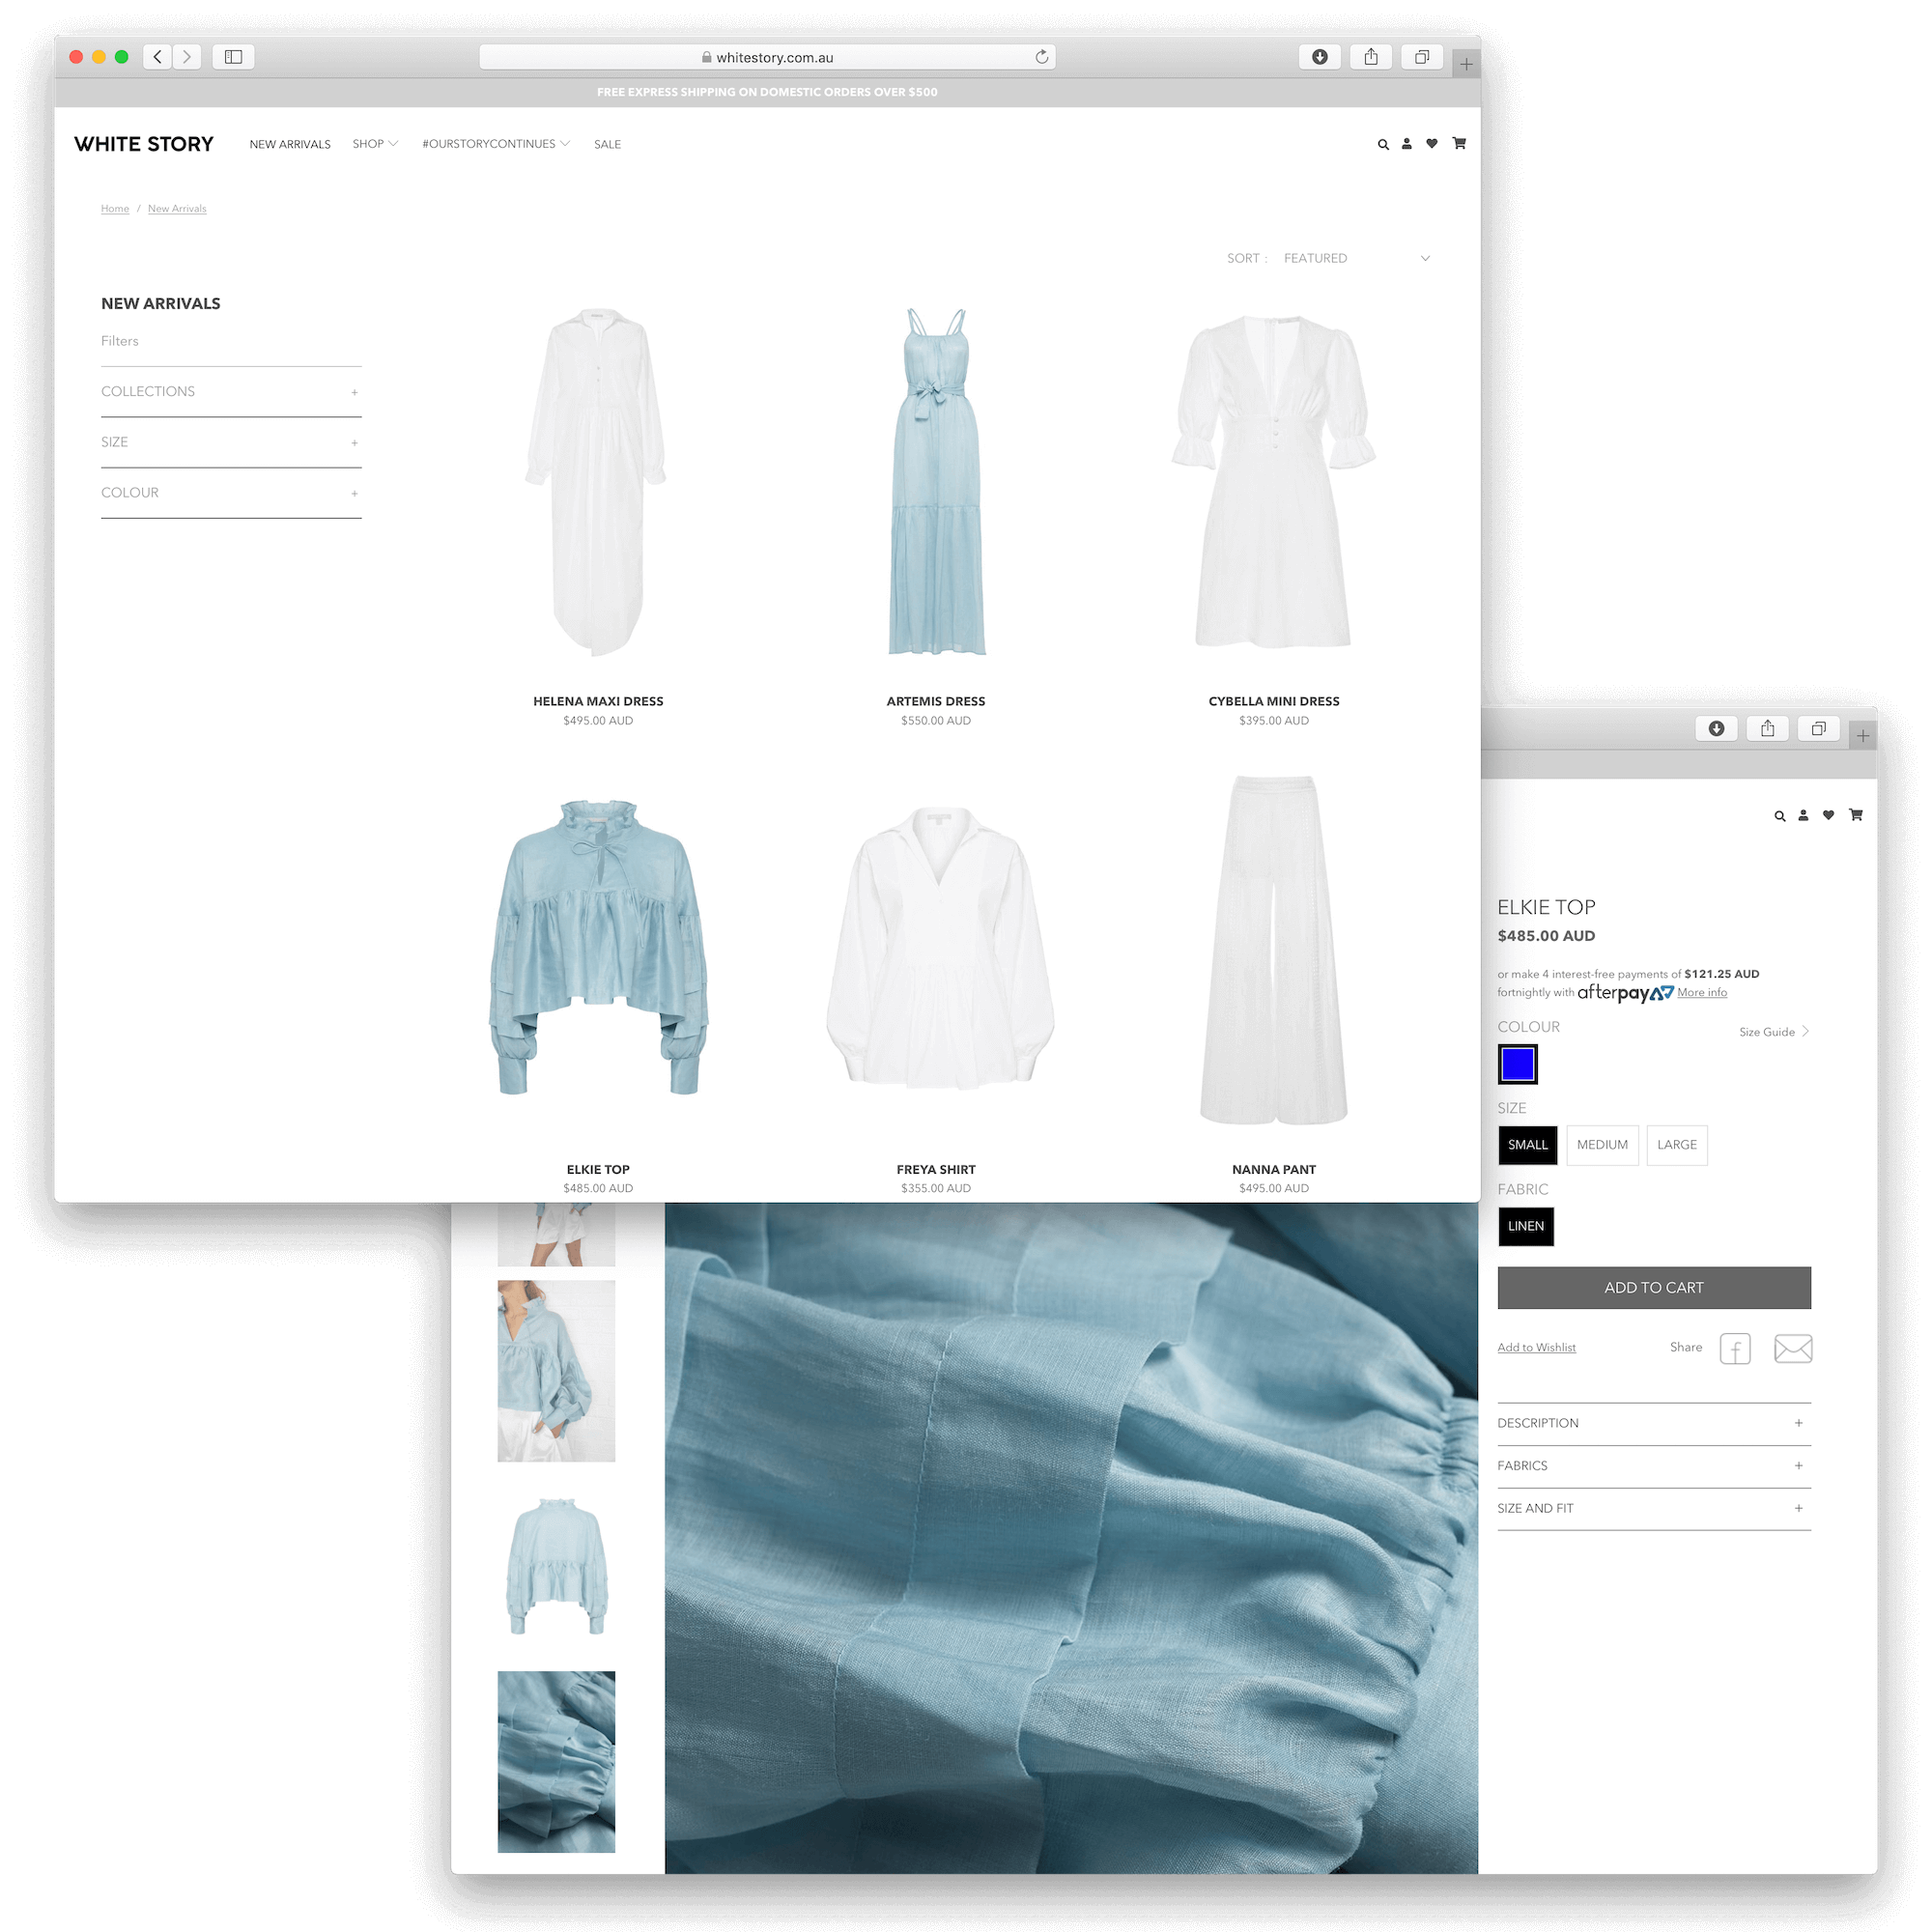 whitestory.com.au
FREE EXPRESS SHIPPING ON DOMESTIC ORDERS OVER $500
WHITE STORY NEW ARRIVALS SHOP #OURSTORYCONTINUES SALE
Home / New Arrivals
SORT : FEATURED
NEW ARRIVALS
Filters
COLLECTIONS +
SIZE +
COLOUR +
HELENA MAXI DRESS
$495.00 AUD
ARTEMIS DRESS
$550.00 AUD
CYBELLA MINI DRESS
$395.00 AUD
ELKIE TOP
$485.00 AUD
FREYA SHIRT
$355.00 AUD
NANNA PANT
$495.00 AUD
ELKIE TOP
$485.00 AUD
or make 4 interest-free payments of $121.25 AUD
fortnightly with afterpay More info
COLOUR
Size Guide
SIZE
SMALL MEDIUM LARGE
FABRIC
LINEN
ADD TO CART
Add to Wishlist Share
DESCRIPTION +
FABRICS +
SIZE AND FIT +